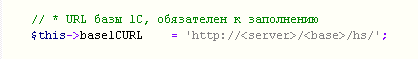 // * URL базы 1С, обязателен к заполнению
$this->base1CURL    = 'http://<server>/<base>/hs/';